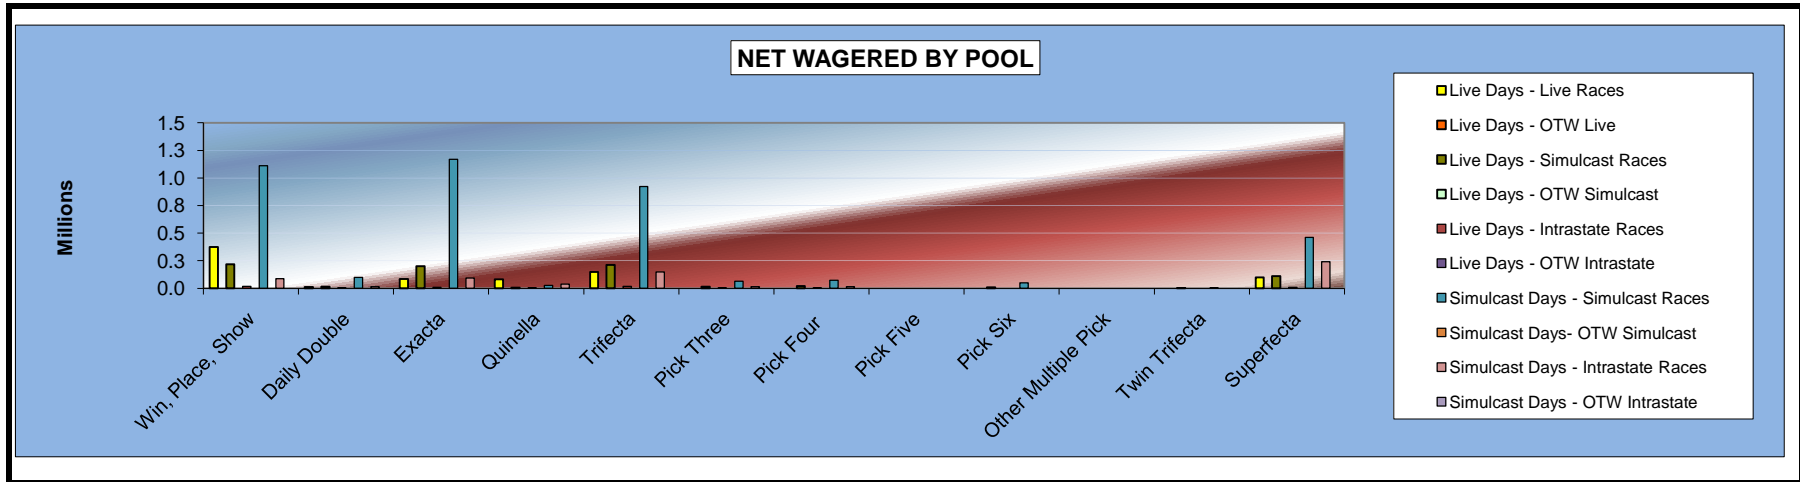 NET WAGERED BY POOL
Millions
1.5
1.3
1.0
0.8
0.5
0.3
0.0
Win, Place, Show
Daily Double
Exacta
Quinella
Trifecta
Pick Three
Pick Four
Pick Five
Pick Six
Other Multiple Pick
Twin Trifecta
Superfecta
Live Days - Live Races
Live Days - OTW Live
Live Days - Simulcast Races
Live Days - OTW Simulcast
Live Days - Intrastate Races
Live Days - OTW Intrastate
Simulcast Days - Simulcast Races
Simulcast Days- OTW Simulcast
Simulcast Days - Intrastate Races
Simulcast Days - OTW Intrastate